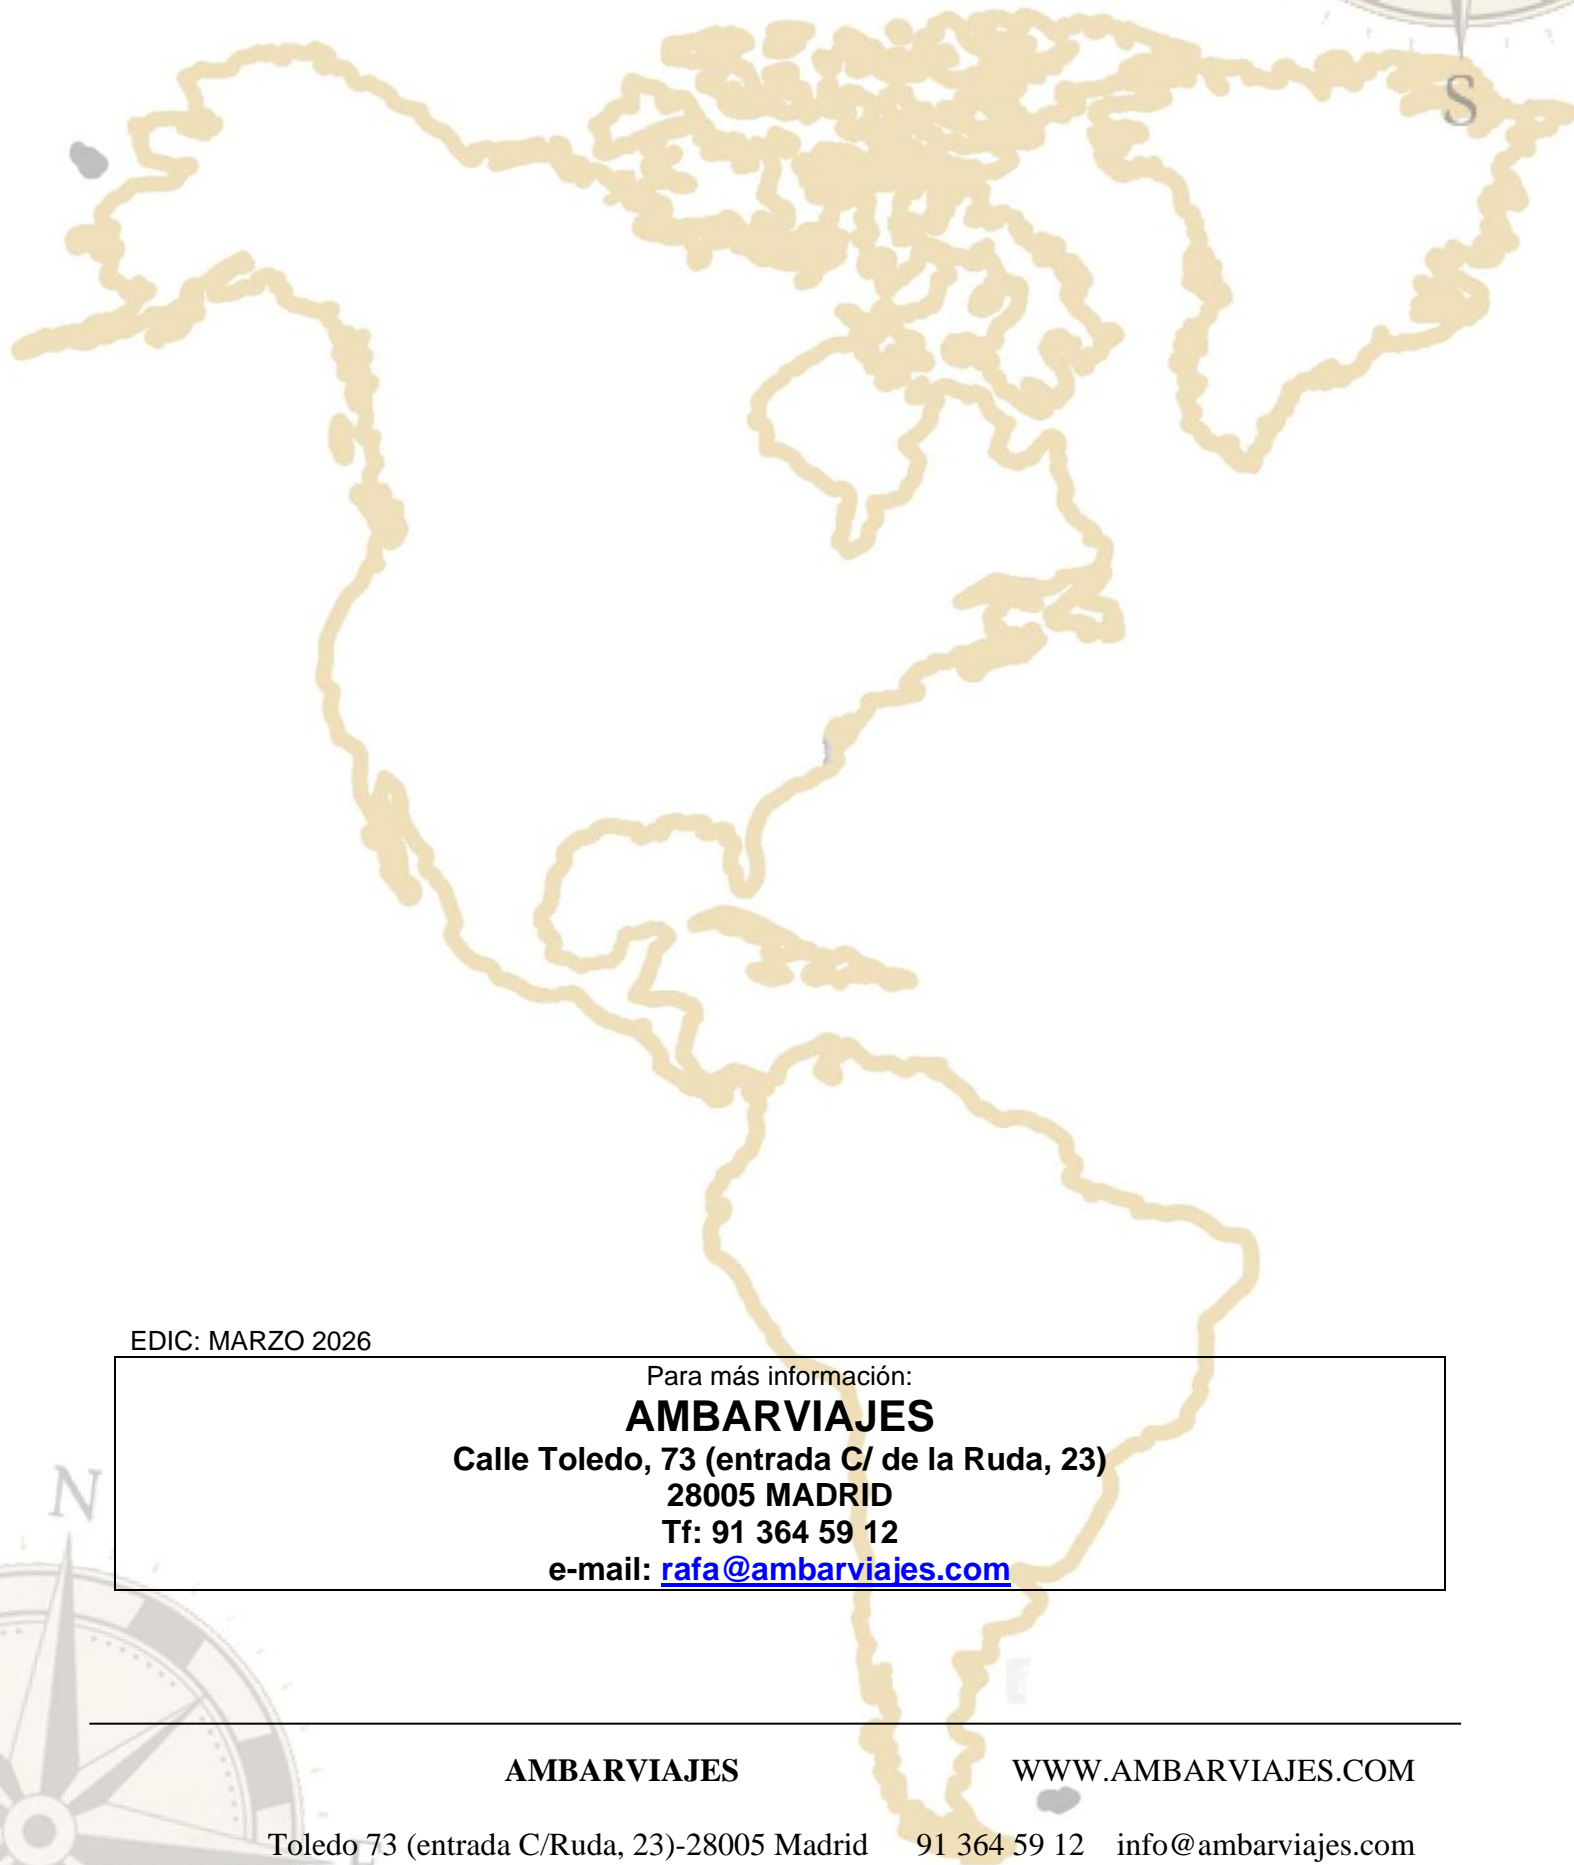 S
EDIC: MARZO 2026
Para más información:
AMBARVIAJES
Calle Toledo, 73 (entrada C/ de la Ruda, 23)
28005 MADRID
Tf: 91 364 59 12
e-mail: rafa@ambarviajes.com
N
AMBARVIAJES WWW.AMBARVIAJES.COM
Toledo 73 (entrada C/Ruda, 23)-28005 Madrid 91 364 59 12 info@ambarviajes.com